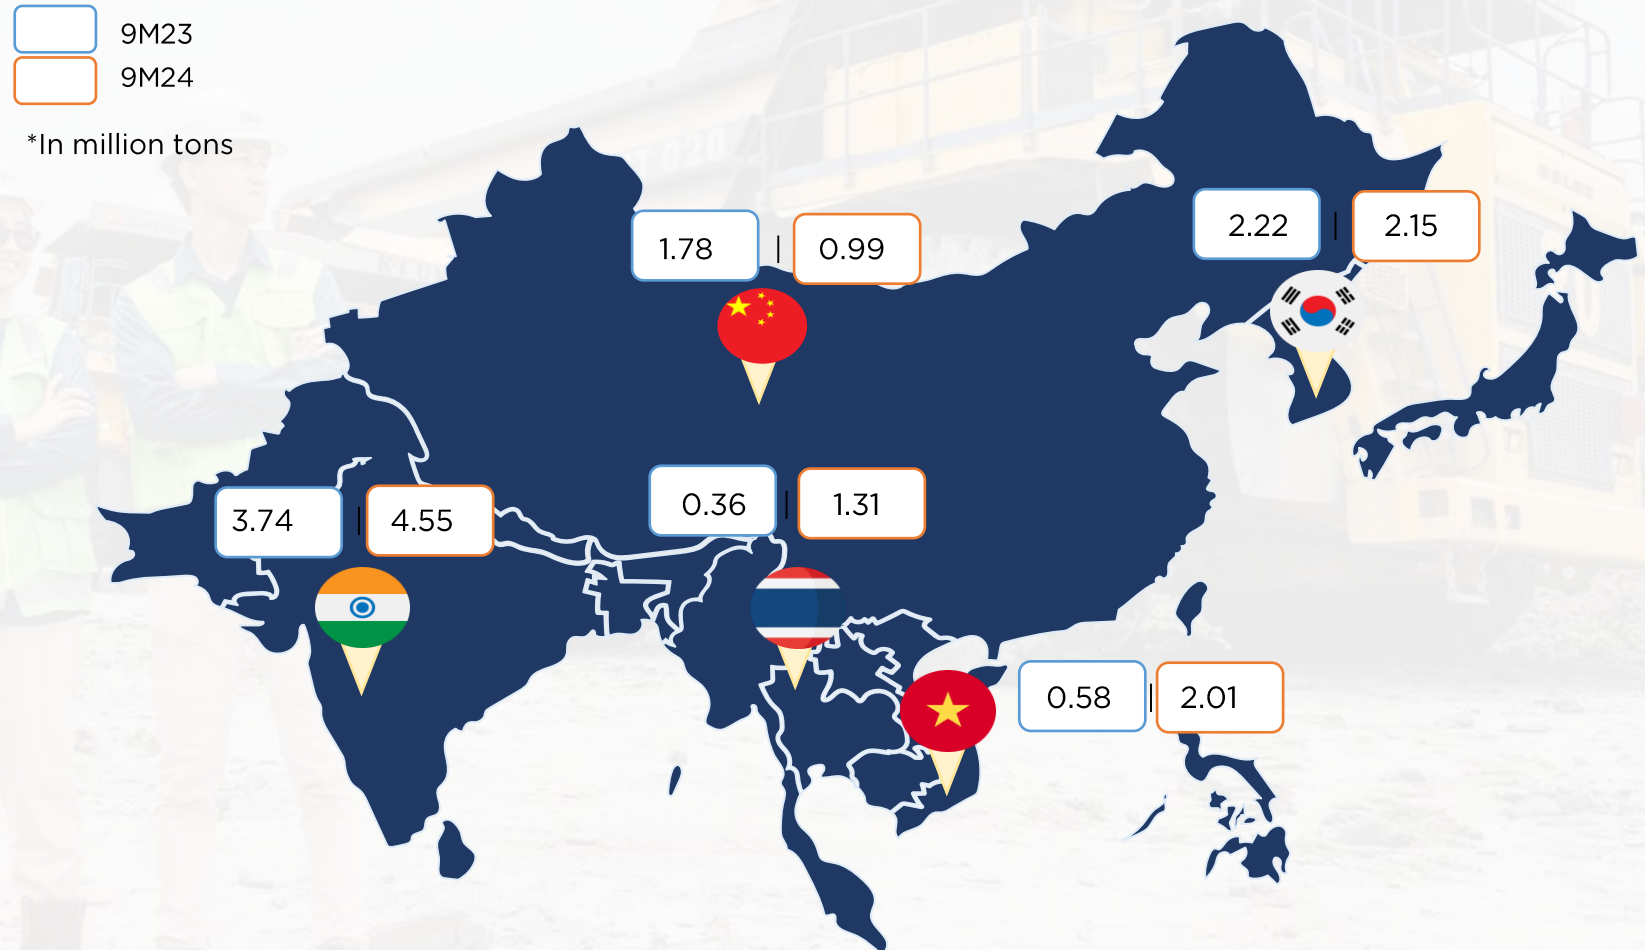 9M23
9M24
*In million tons
1.78 | 0.99
2.22 | 2.15
3.74 | 4.55
0.36 | 1.31
0.58 | 2.01